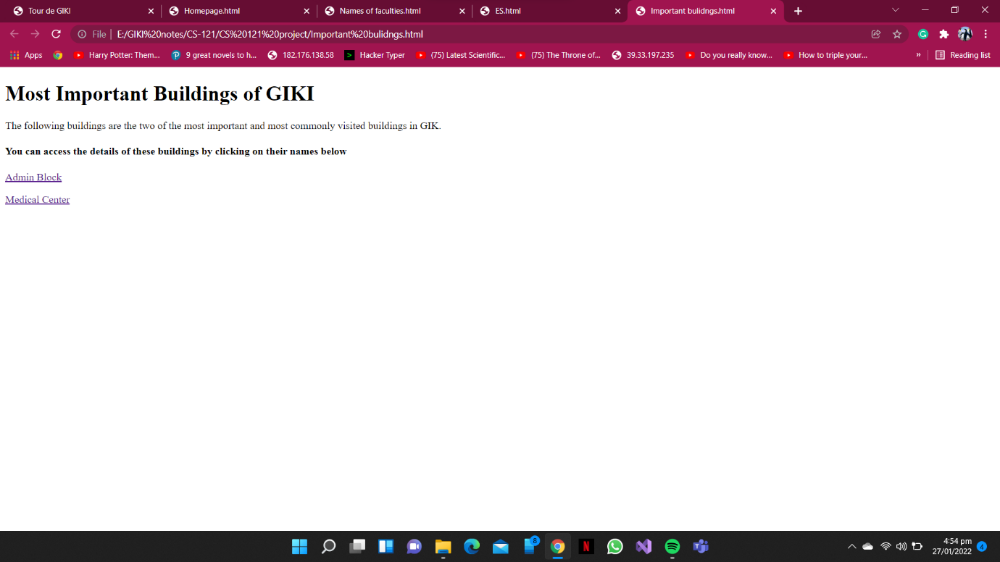 Tour de GIKI
Homepage.html
Names of faculties.html
ES.html
Important bulidngs.html
File | E:/GIKI%20notes/CS-121/CS%20121%20project/Important%20bulidngs.html
Apps
Harry Potter: Them...
9 great novels to h...
182.176.138.58
Hacker Typer
(75) Latest Scientific...
(75) The Throne of...
39.33.197.235
Do you really know...
How to triple your...
»
Reading list
Most Important Buildings of GIKI
The following buildings are the two of the most important and most commonly visited buildings in GIK.
You can access the details of these buildings by clicking on their names below
Admin Block
Medical Center
8
N
4:54 pm
27/01/2022
4